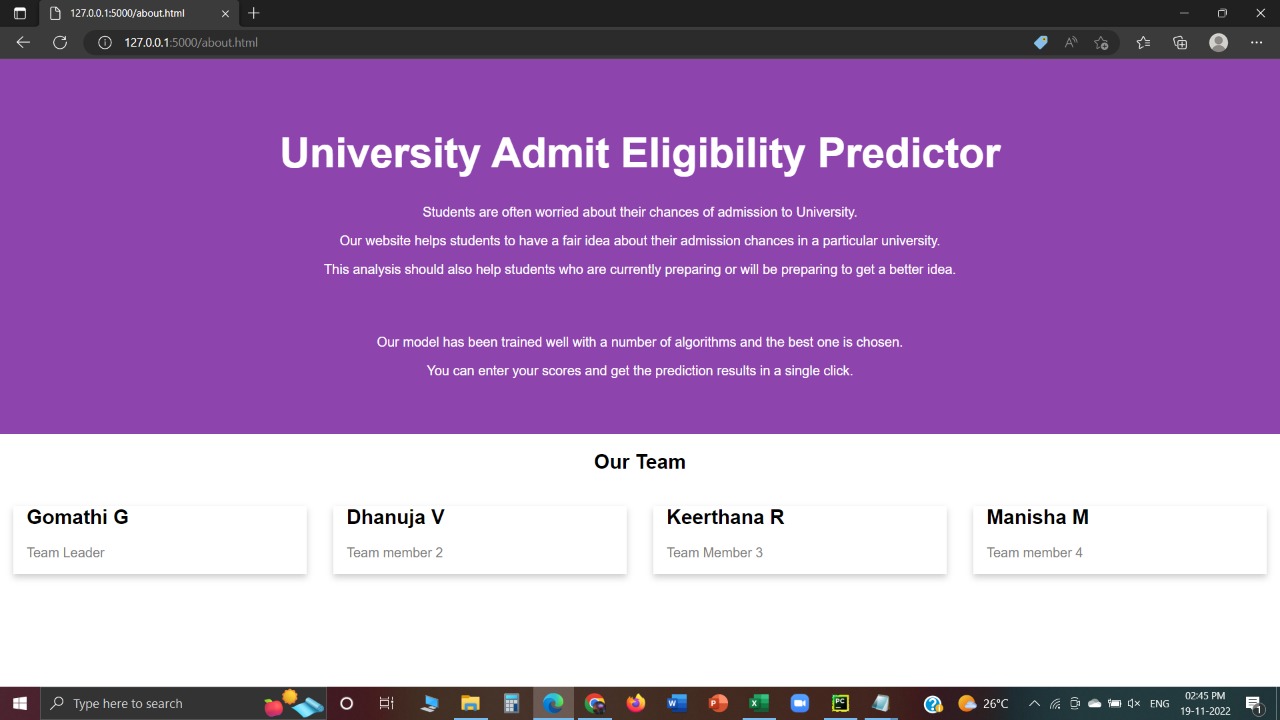 127.0.0.1:5000/about.html
127.0.0.1:5000/about.html
University Admit Eligibility Predictor
Students are often worried about their chances of admission to University.
Our website helps students to have a fair idea about their admission chances in a particular university.
This analysis should also help students who are currently preparing or will be preparing to get a better idea.
Our model has been trained well with a number of algorithms and the best one is chosen.
You can enter your scores and get the prediction results in a single click.
Our Team
Gomathi G
Team Leader
Dhanuja V
Team member 2
Keerthana R
Team Member 3
Manisha M
Team member 4
Type here to search
26°C
ENG
02:45 PM
19-11-2022
1